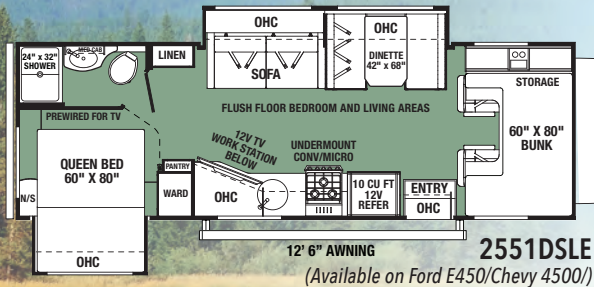 OHC
OHC
24" x 32"
SHOWER
MED CAB
LINEN
SOFA
DINETTE
42" x 68"
STORAGE
PREWIRED FOR TV
FLUSH FLOOR BEDROOM AND LIVING AREAS
60" X 80"
BUNK
QUEEN BED
60" X 80"
12V TV
WORK STATION
BELOW
UNDERMOUNT
CONV/MICRO
PANTRY
N/S
WARD
OHC
10 CU FT
12V
REFER
ENTRY
OHC
OHC
12' 6" AWNING
2551DSLE
(Available on Ford E450/Chevy 4500/)